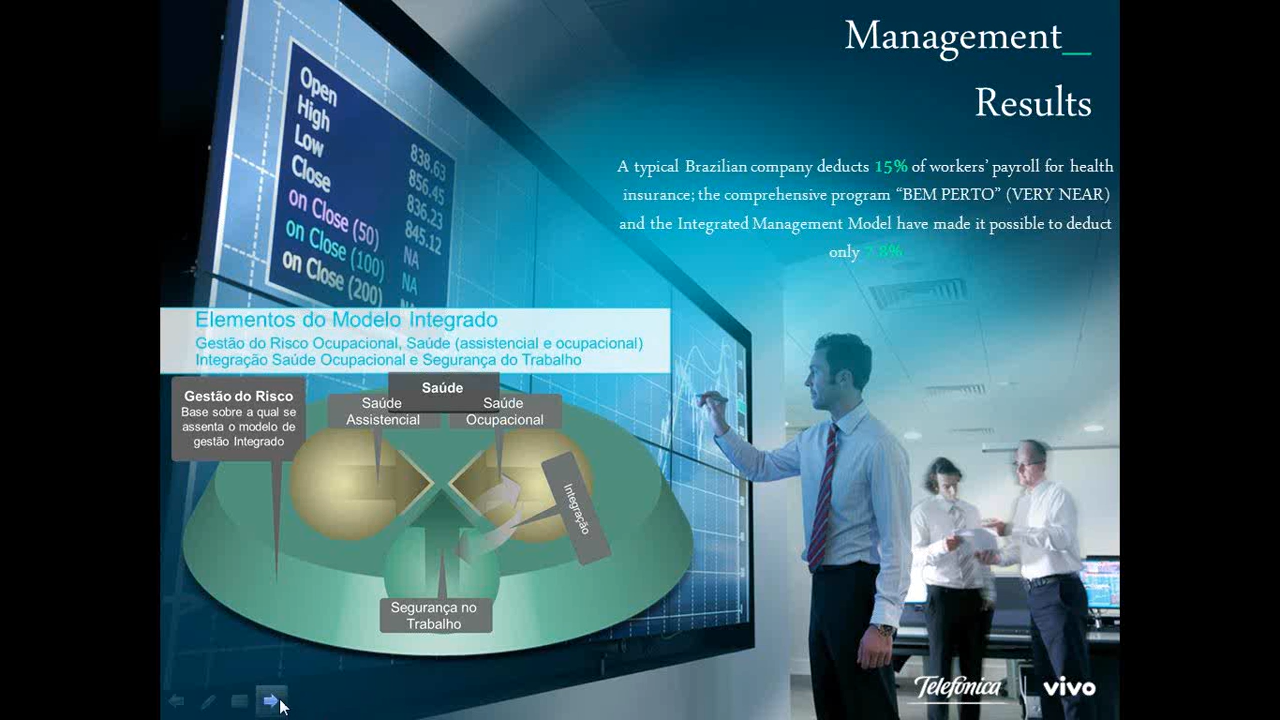 Management_
Results
A typical Brazilian company deducts 15% of workers’ payroll for health
insurance; the comprehensive program “BEM PERTO” (VERY NEAR)
and the Integrated Management Model have made it possible to deduct
only
Open
High
Low
Close
on Close (50)
on Close (100)
on Close (200)
838.63
856.45
836.23
845.12
NA
NA
Elementos do Modelo Integrado
Gestão do Risco Ocupacional, Saúde (assistencial e ocupacional)
Integração Saúde Ocupacional e Segurança do Trabalho
Gestão do Risco
Base sobre a qual se
assenta o modelo de
gestão Integrado
Saúde
Saúde
Assistencial
Saúde
Ocupacional
Integração
Segurança no
Trabalho
Telefónica
vivo